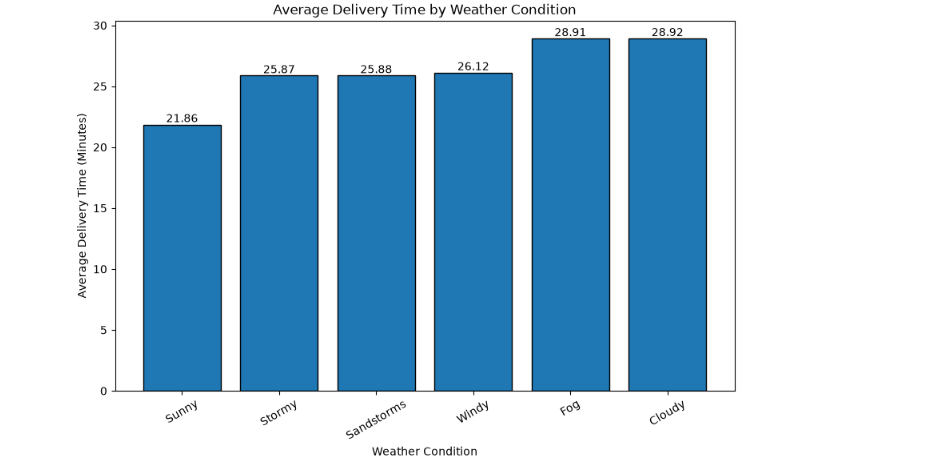 Average Delivery Time by Weather Condition
Average Delivery Time (Minutes)
30
25
20
15
10
5
0
21.86
25.87
25.88
26.12
28.91
28.92
Sunny
Stormy
Sandstorms
Windy
Fog
Cloudy
Weather Condition